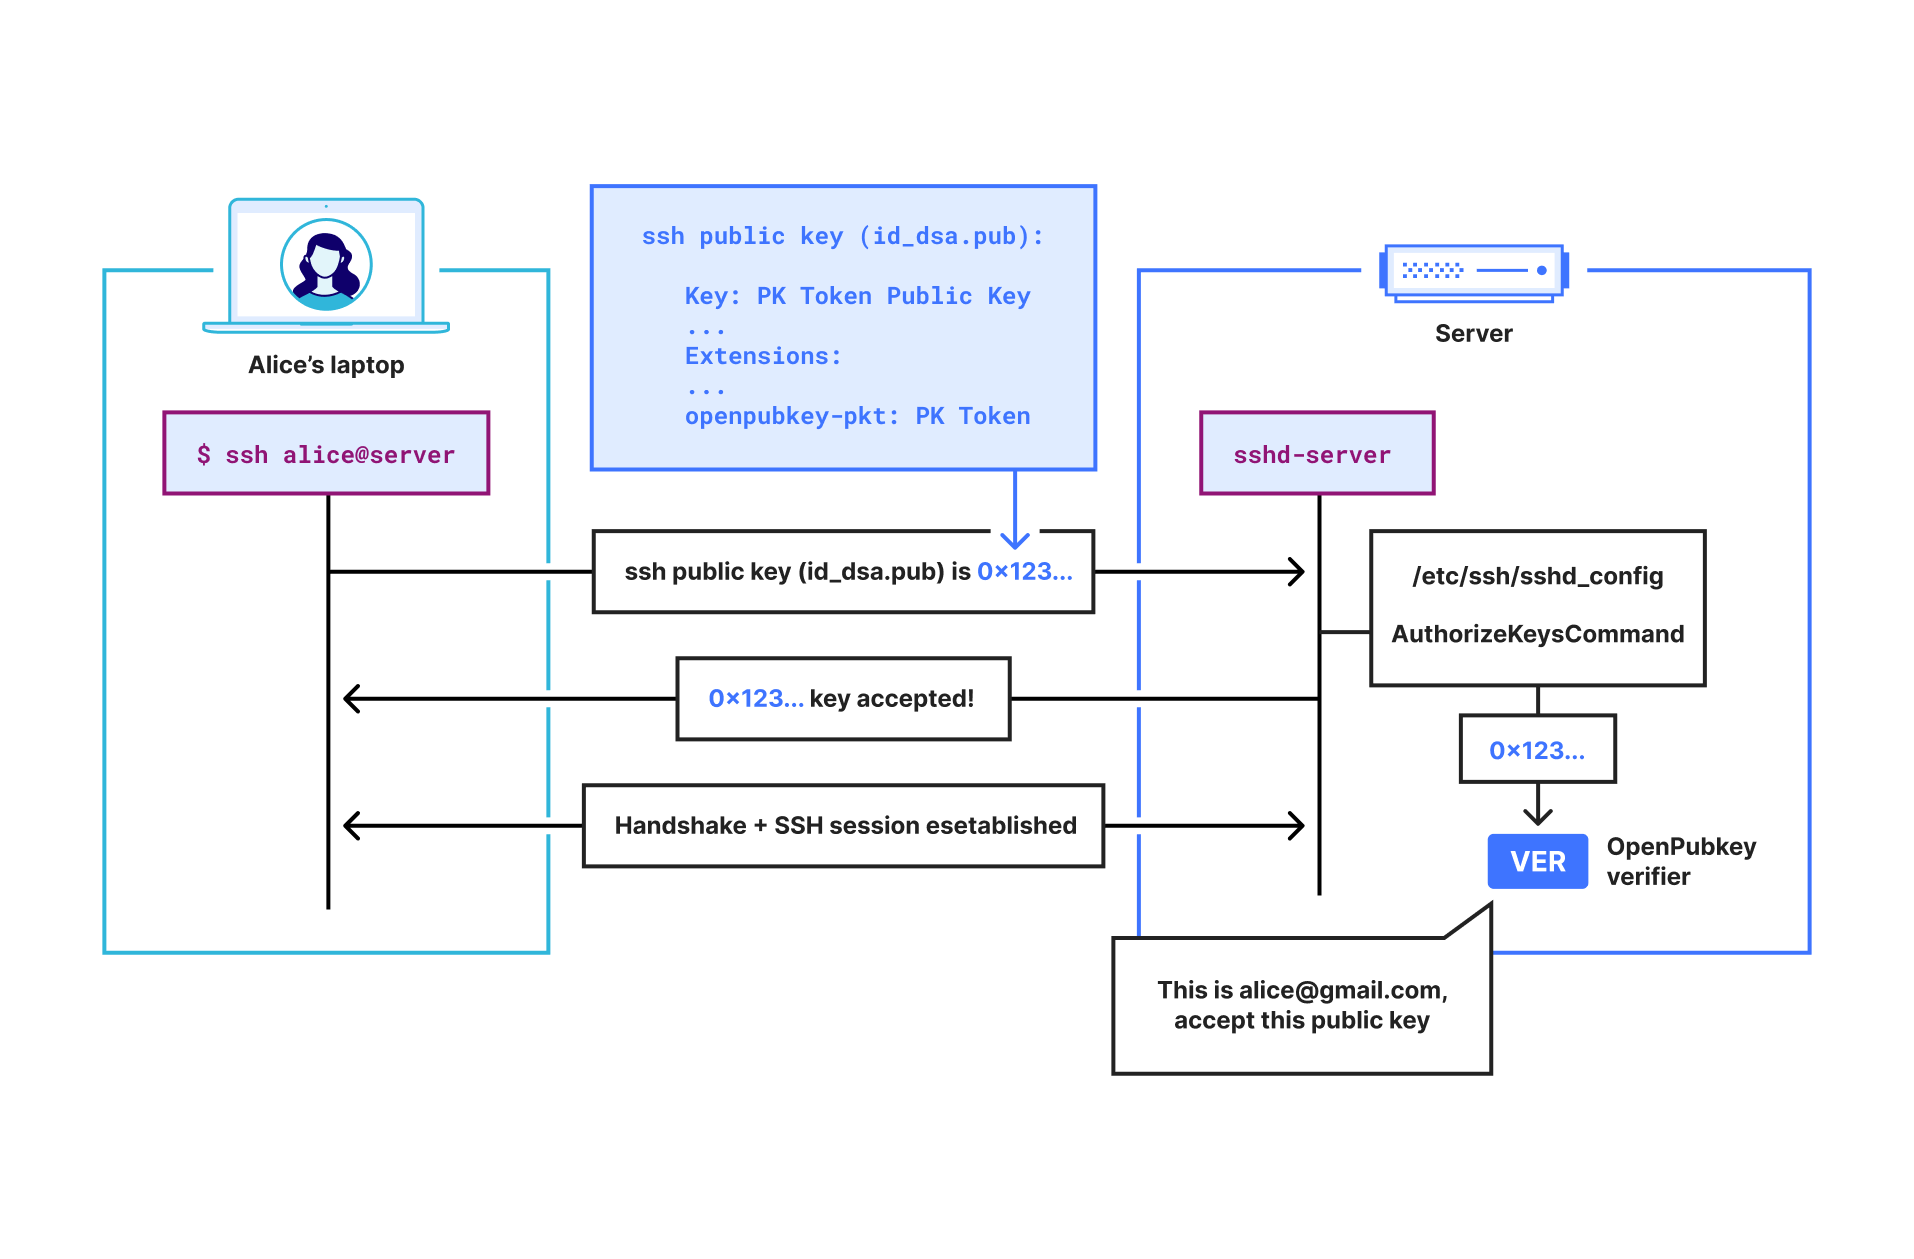 Alice’s laptop
$ ssh alice@server
ssh public key (id_dsa.pub):
Key: PK Token Public Key
...
Extensions:
...
openpubkey-pkt: PK Token
Server
sshd-server
ssh public key (id_dsa.pub) is 0×123...
/etc/ssh/sshd_config
AuthorizeKeysCommand
0×123... key accepted!
0×123...
Handshake + SSH session esetablished
VER
OpenPubkey
verifier
This is alice@gmail.com,
accept this public key